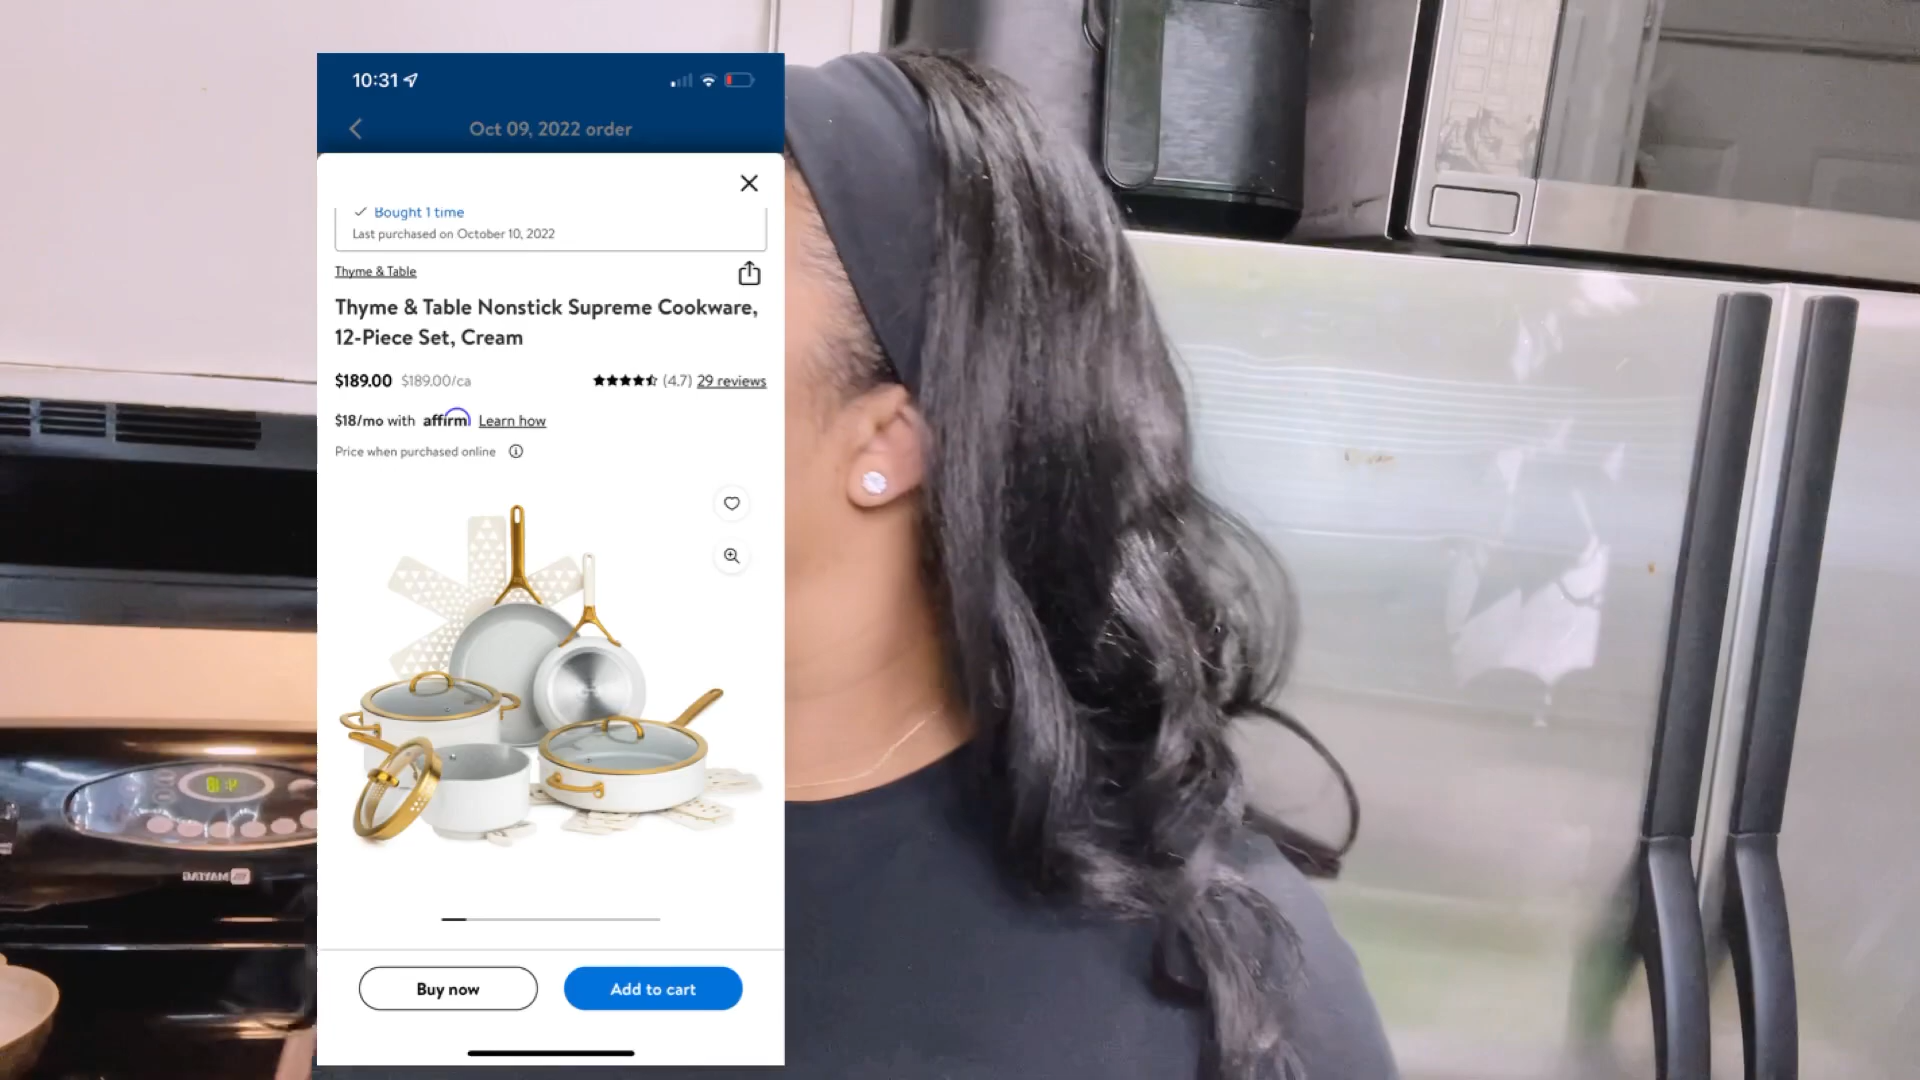 10:31
Oct 09, 2022 order
Bought 1 time
Last purchased on October 10, 2022
Thyme & Table
Thyme & Table Nonstick Supreme Cookware,
12-Piece Set, Cream
$189.00 $189.00/ca
(4.7) 29 reviews
$18/mo with affirm Learn how
Price when purchased online
MAYTAG
Buy now
Add to cart